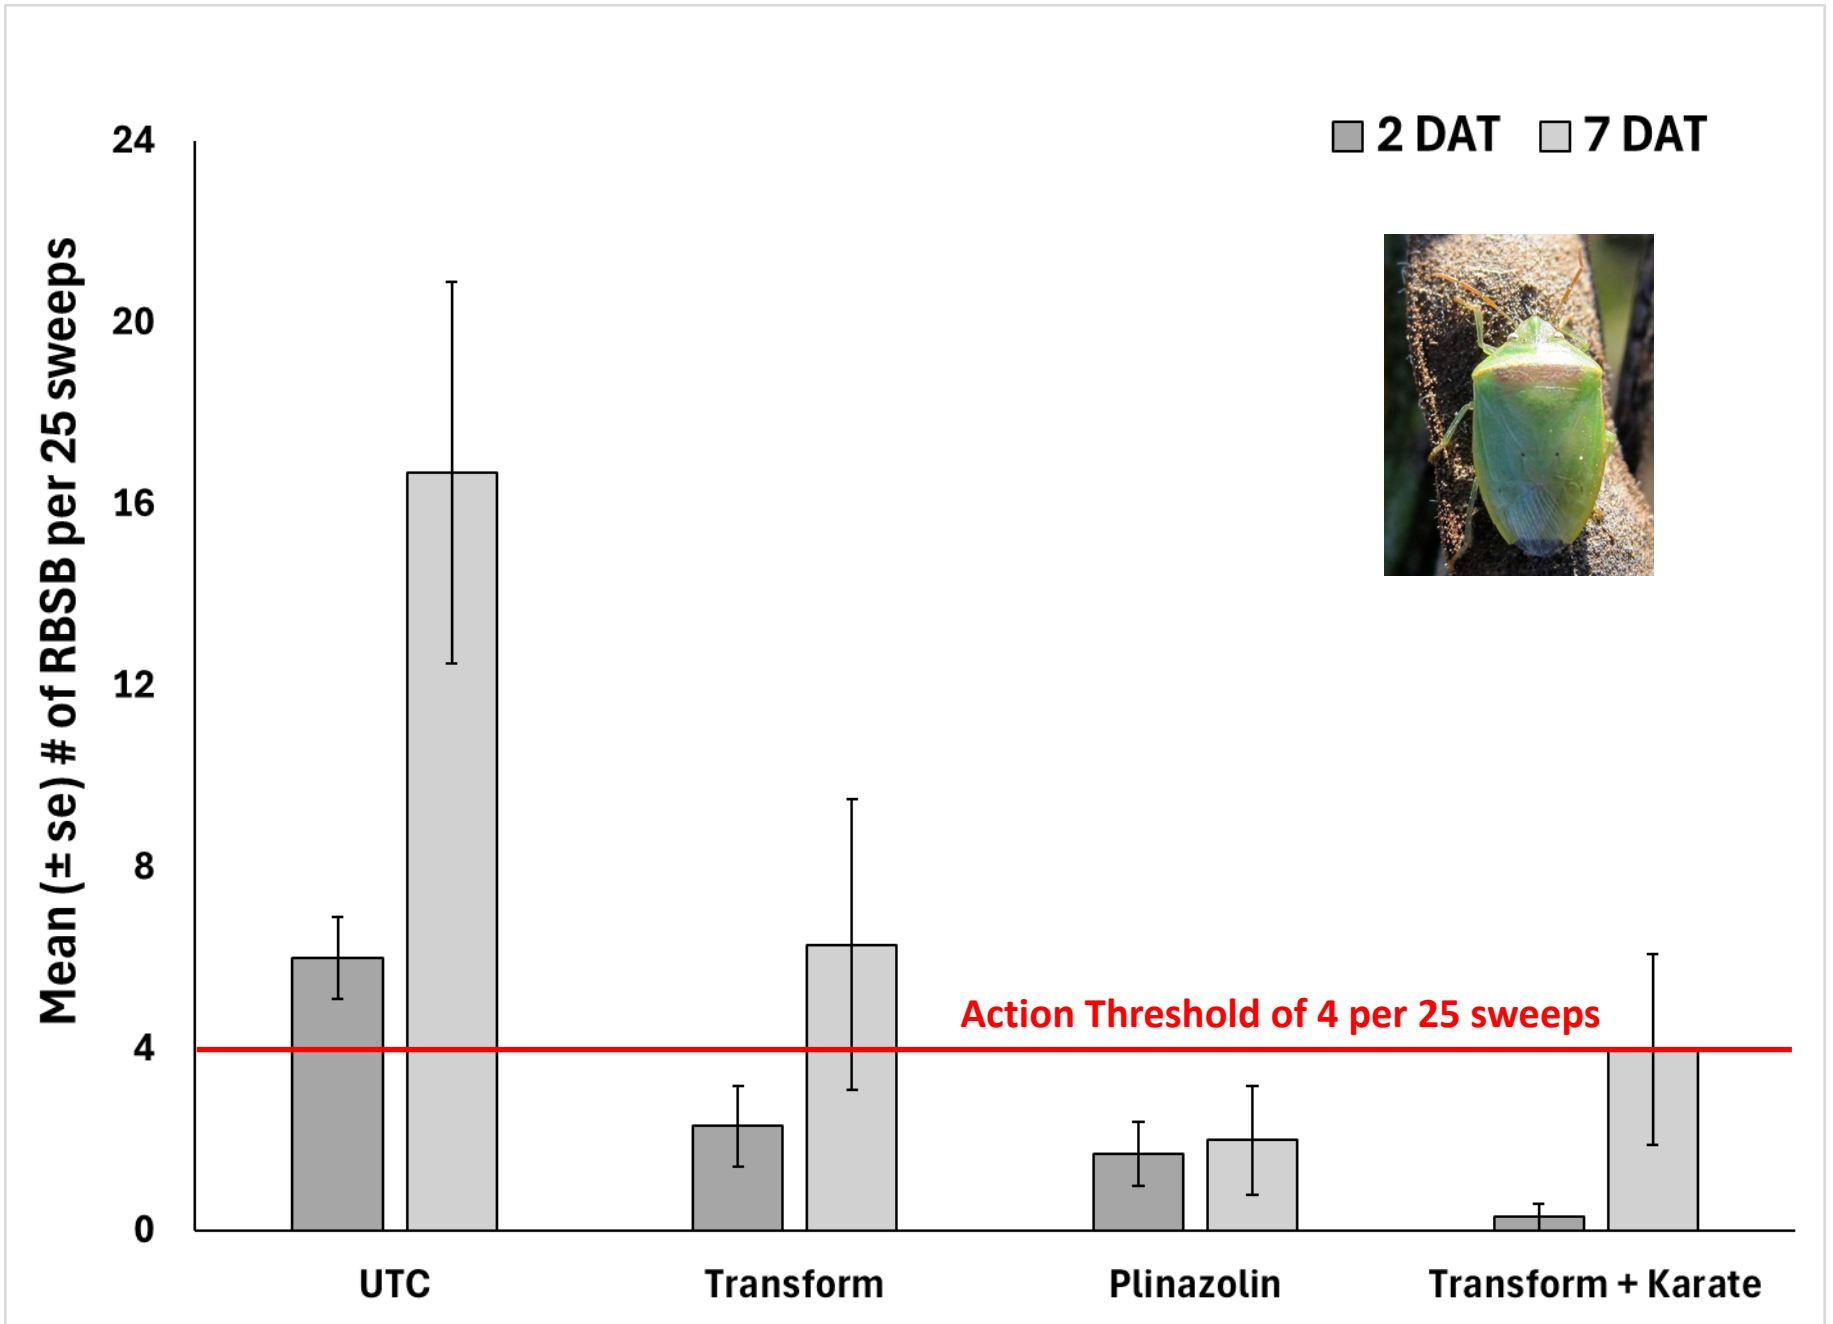 2 DAT 7 DAT
Mean (± se) # of RBSB per 25 sweeps
24
20
16
12
8
4
0
Action Threshold of 4 per 25 sweeps
UTC Transform Plinazolin Transform + Karate